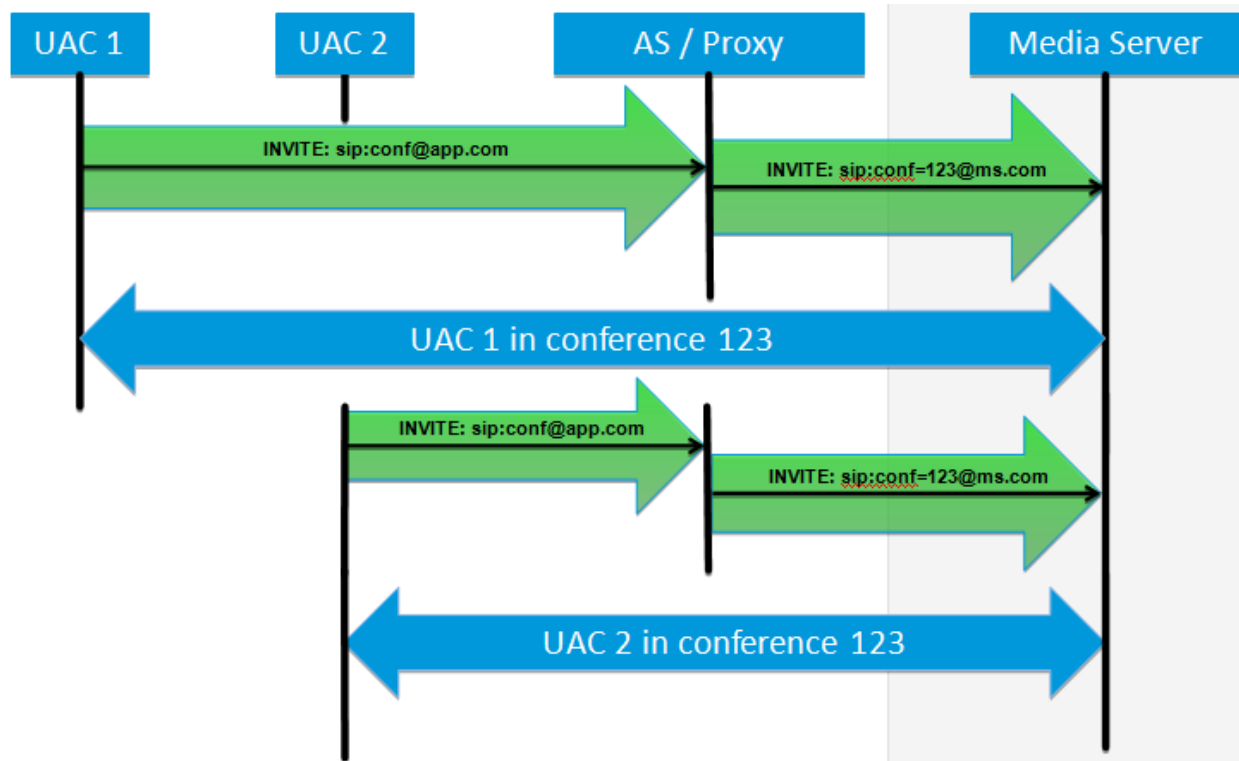 UAC 1
UAC 2
AS / Proxy
Media Server
INVITE: sip:conf@app.com
INVITE: sip:conf=123@ms.com
UAC 1 in conference 123
INVITE: sip:conf@app.com
INVITE: sip:conf=123@ms.com
UAC 2 in conference 123